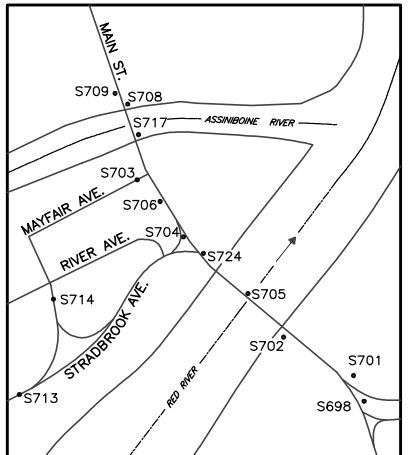 MAIN ST.
S709
S708
S717
ASSINIBOINE RIVER
S703
MAYFAIR AVE.
S706
S704
RIVER AVE.
S724
S705
S714
STRADBROOK AVE.
S702
S701
RED RIVER
S713
S698